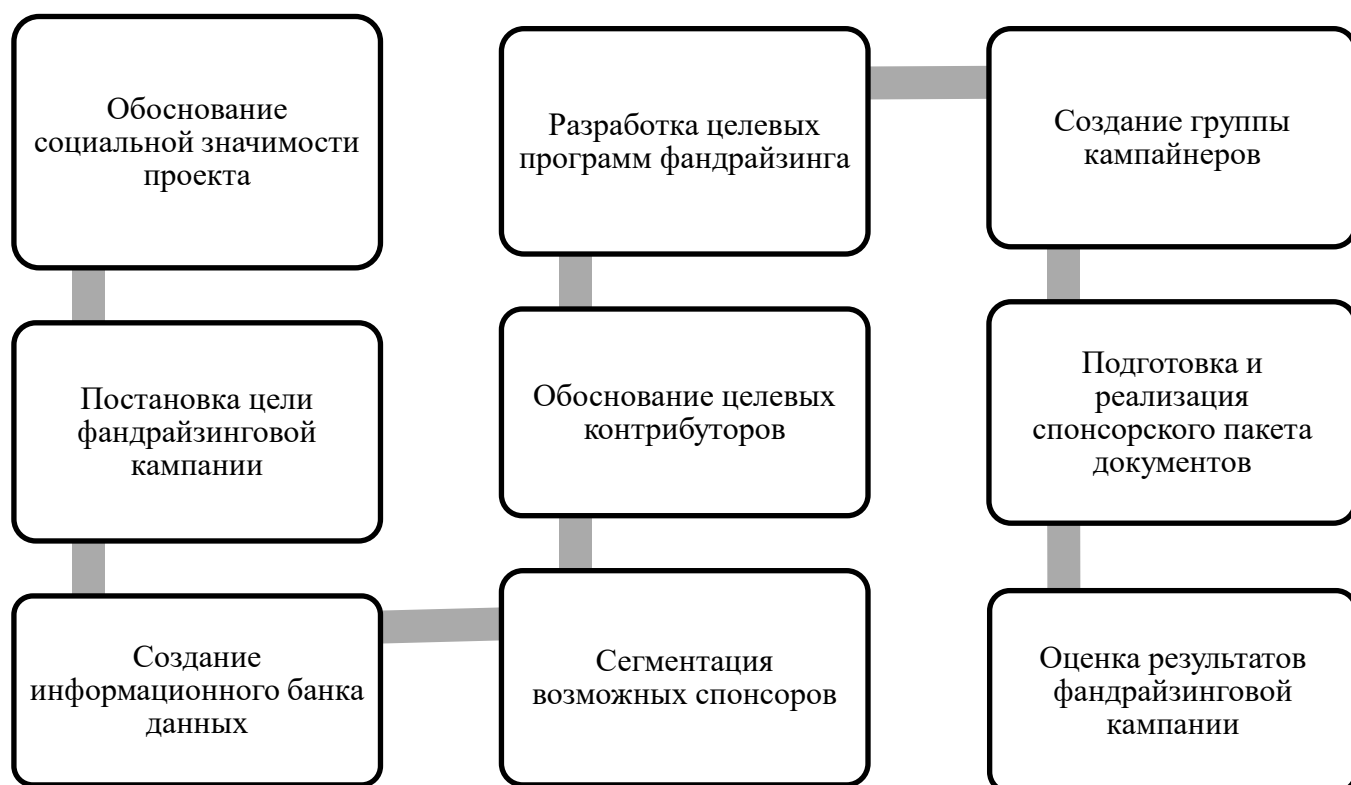 Обоснование
социальной значимости
проекта
Постановка цели
фандрайзинговой
кампании
Создание
информационного банка
данных
Сегментация
возможных спонсоров
Обоснование целевых
контрибуторов
Разработка целевых
программ фандрайзинга
Создание группы
кампайнеров
Подготовка и
реализация
спонсорского пакета
документов
Оценка результатов
фандрайзинговой
кампании